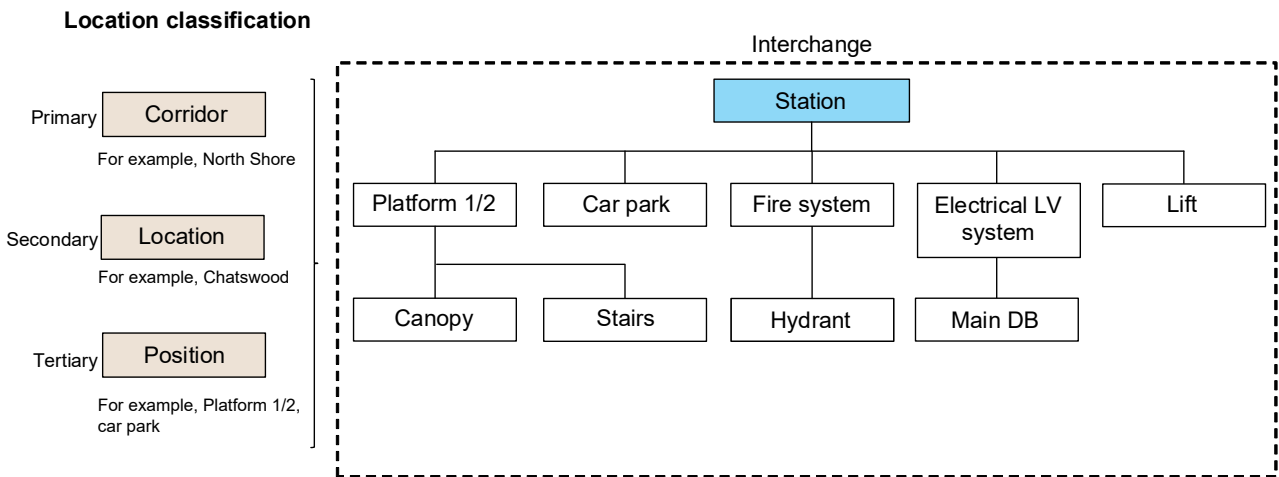 Location classification
Interchange
Primary
Corridor
For example, North Shore
Secondary
Location
For example, Chatswood
Tertiary
Position
For example, Platform 1/2,
car park
Station
Platform 1/2
Car park
Fire system
Electrical LV
system
Lift
Canopy
Stairs
Hydrant
Main DB